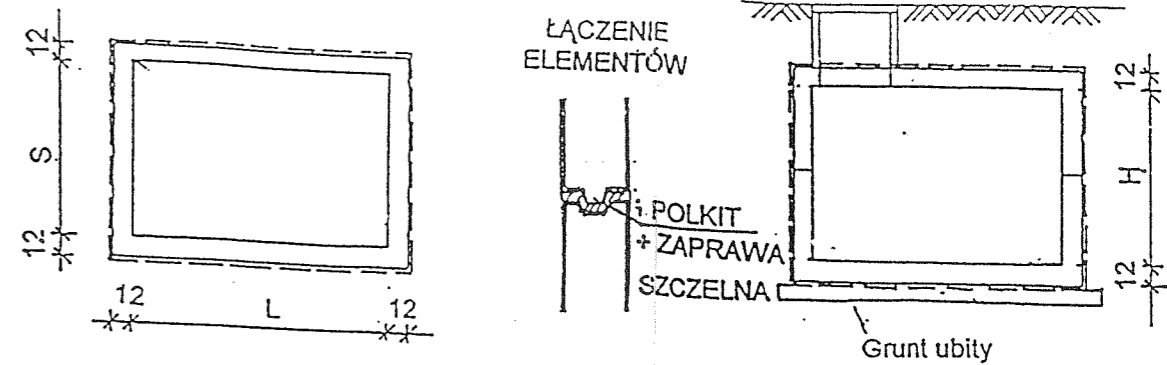 12
S
12
12
L
12
ŁĄCZENIE
ELEMENTÓW
POLKIT
+ ZAPRAWA
SZCZELNA
12
H
12
Grunt ubity